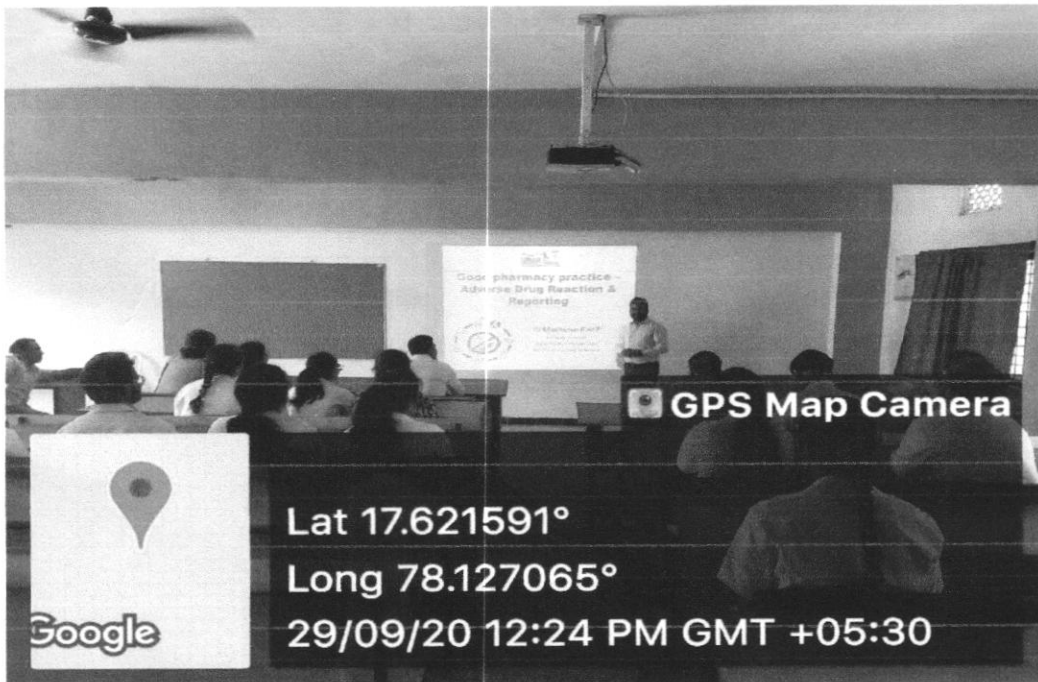 Good pharmacy practice -
Adverse Drug Reaction &
Reporting
GPS Map Camera
Lat 17.621591°
Long 78.127065°
29/09/20 12:24 PM GMT +05:30
Google